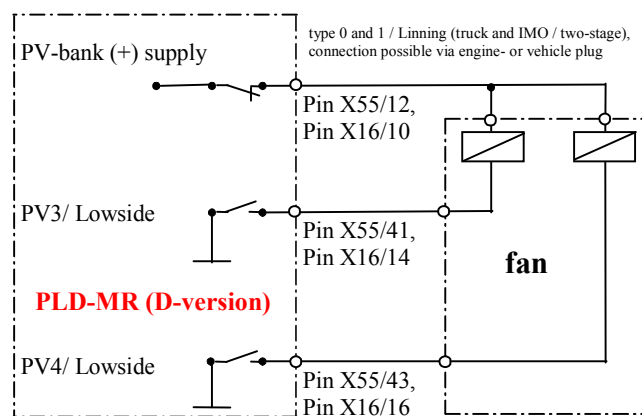 type 0 and 1 / Linning (truck and IMO / two-stage),
connection possible via engine- or vehicle plug
PV-bank (+) supply
Pin X55/12,
Pin X16/10
PV3/ Lowside
Pin X55/41,
Pin X16/14
fan
PLD-MR (D-version)
PV4/ Lowside
Pin X55/43,
Pin X16/16